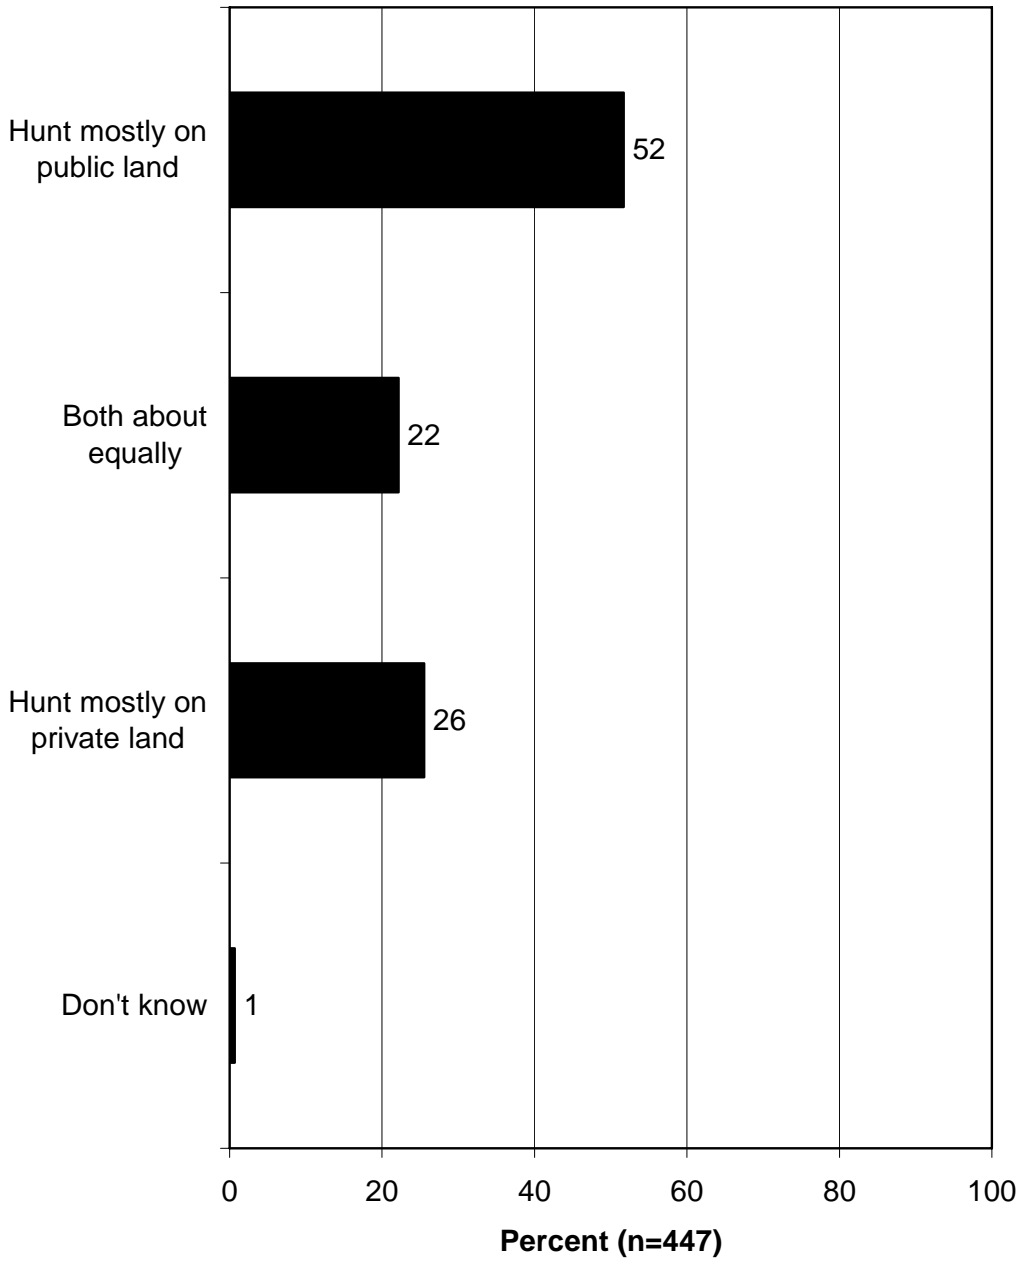 Hunt mostly on
public land
52
Both about
equally
22
Hunt mostly on
private land
26
Don't know
1
0 20 40 60 80 100
Percent (n=447)